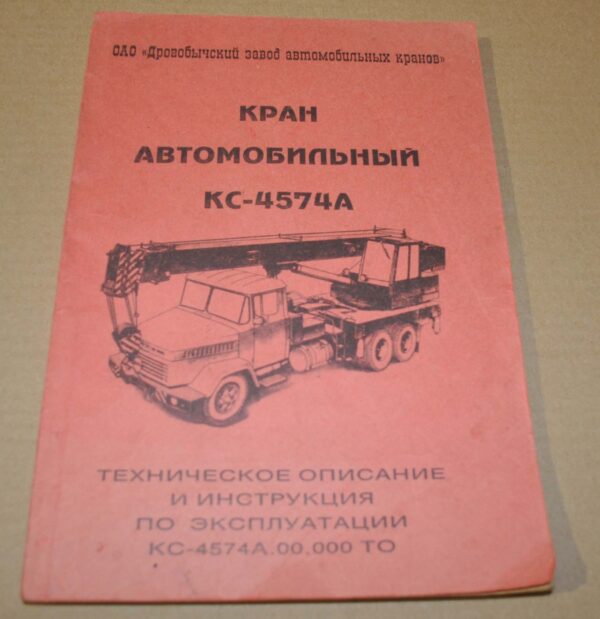 ОАО «Дрогобычский завод автомобильных кранов»
КРАН
АВТОМОБИЛЬНЫЙ
КС-4574А
ТЕХНИЧЕСКОЕ ОПИСАНИЕ
И ИНСТРУКЦИЯ
ПО ЭКСПЛУАТАЦИИ
КС-4574А.00.000 ТО